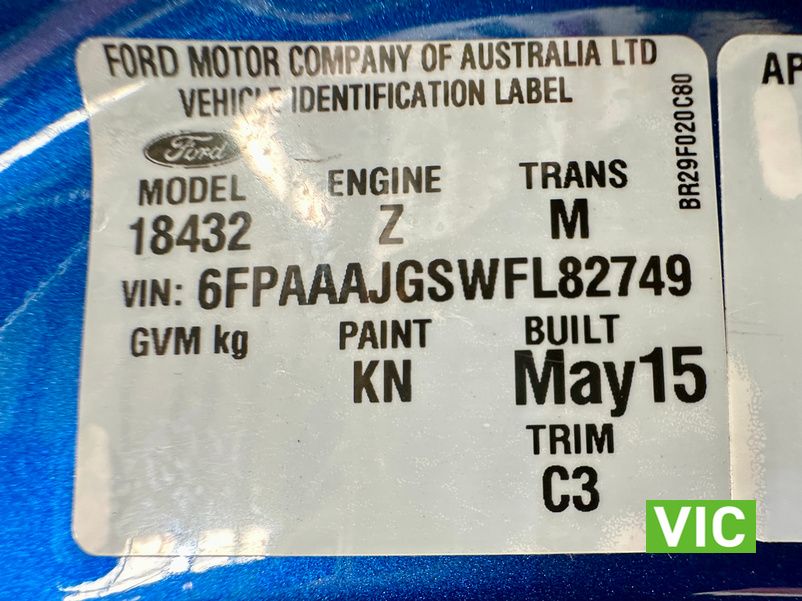 FORD MOTOR COMPANY OF AUSTRALIA LTD
VEHICLE IDENTIFICATION LABEL
Ford
MODEL ENGINE TRANS
18432 Z M
VIN: 6FPAAAJGSWFL82749
GVM kg PAINT BUILT
KN May15
TRIM
C3
BR29F020C80
AP
VIC